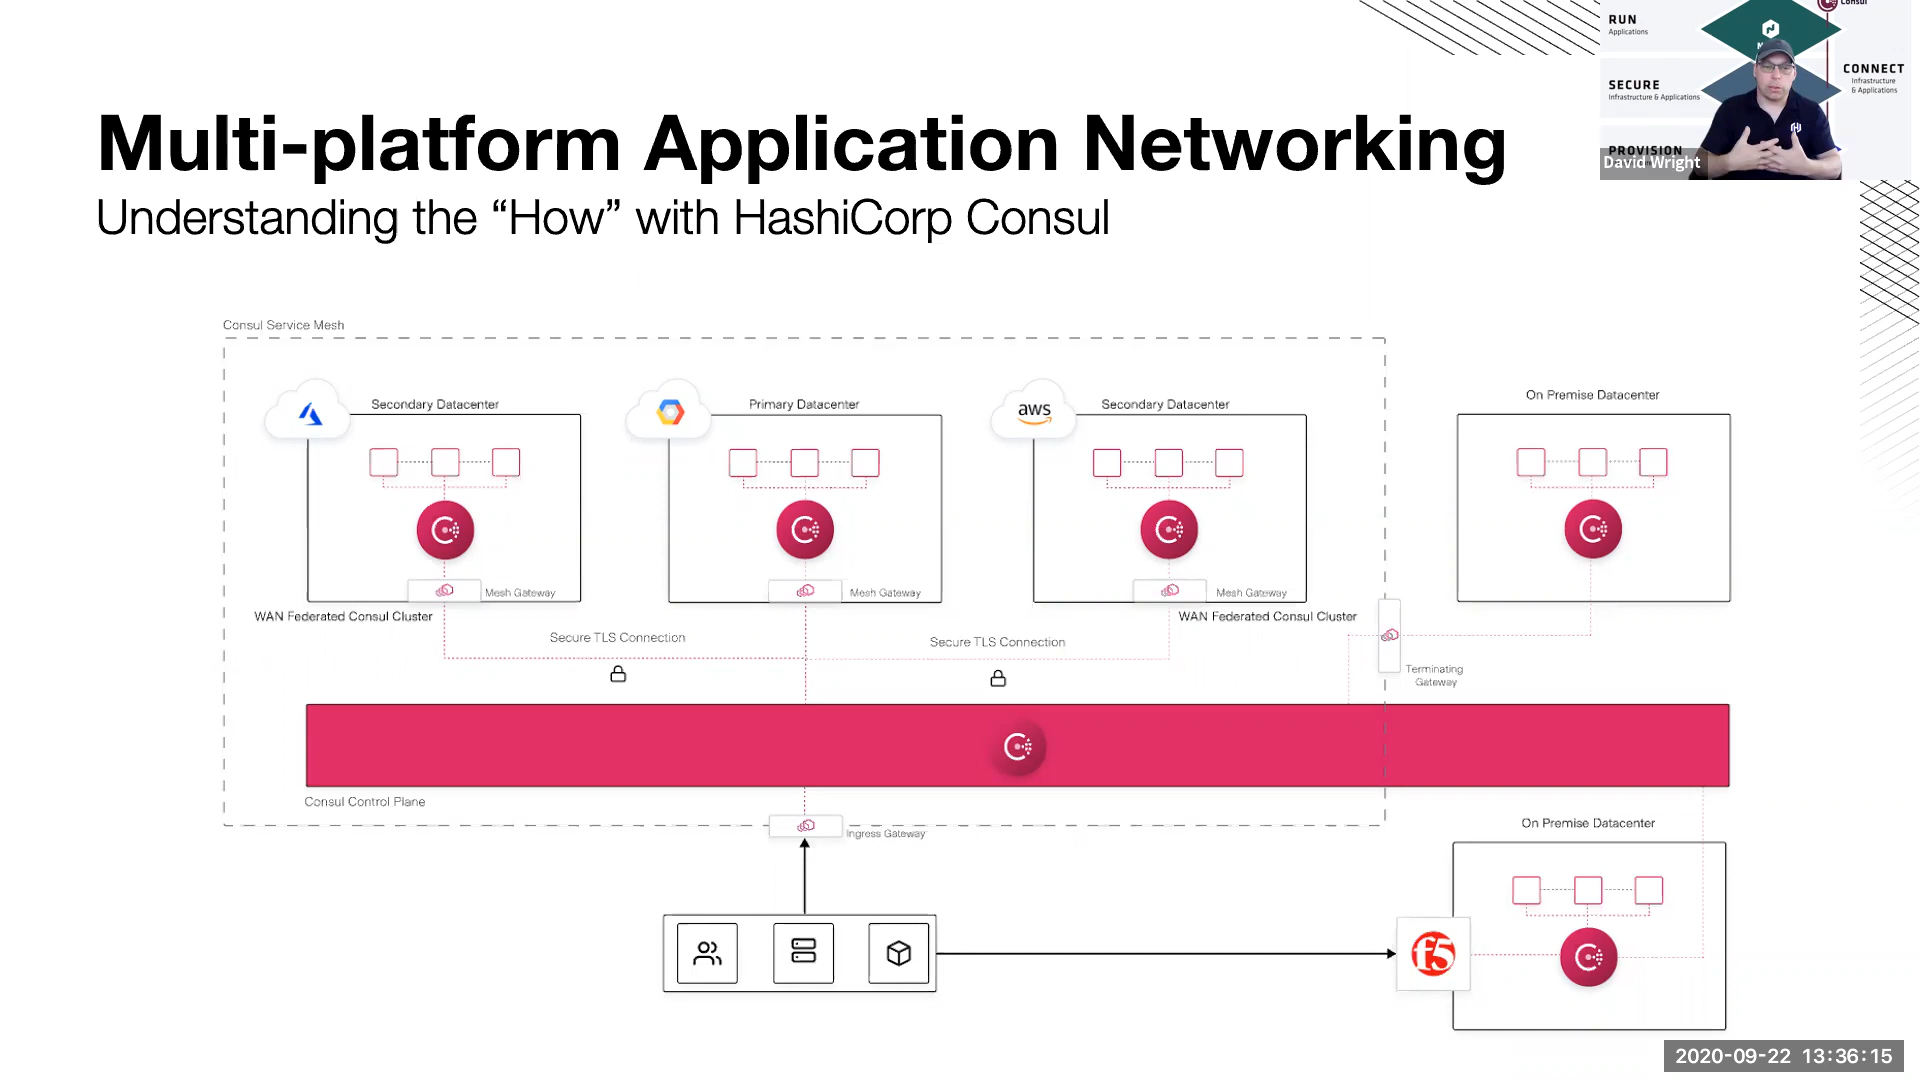 RUN
Applications
Consul
SECURE
Infrastructure & Applications
CONNECT
Infrastructure
& Applications
PROVISION
David Wright
Multi-platform Application Networking
Understanding the “How” with HashiCorp Consul
Consul Service Mesh
Secondary Datacenter
Primary Datacenter
aws
Secondary Datacenter
On Premise Datacenter
Mesh Gateway
Mesh Gateway
Mesh Gateway
WAN Federated Consul Cluster
WAN Federated Consul Cluster
Secure TLS Connection
Secure TLS Connection
Terminating
Gateway
Consul Control Plane
Ingress Gateway
On Premise Datacenter
f5
2020-09-22 13:36:15